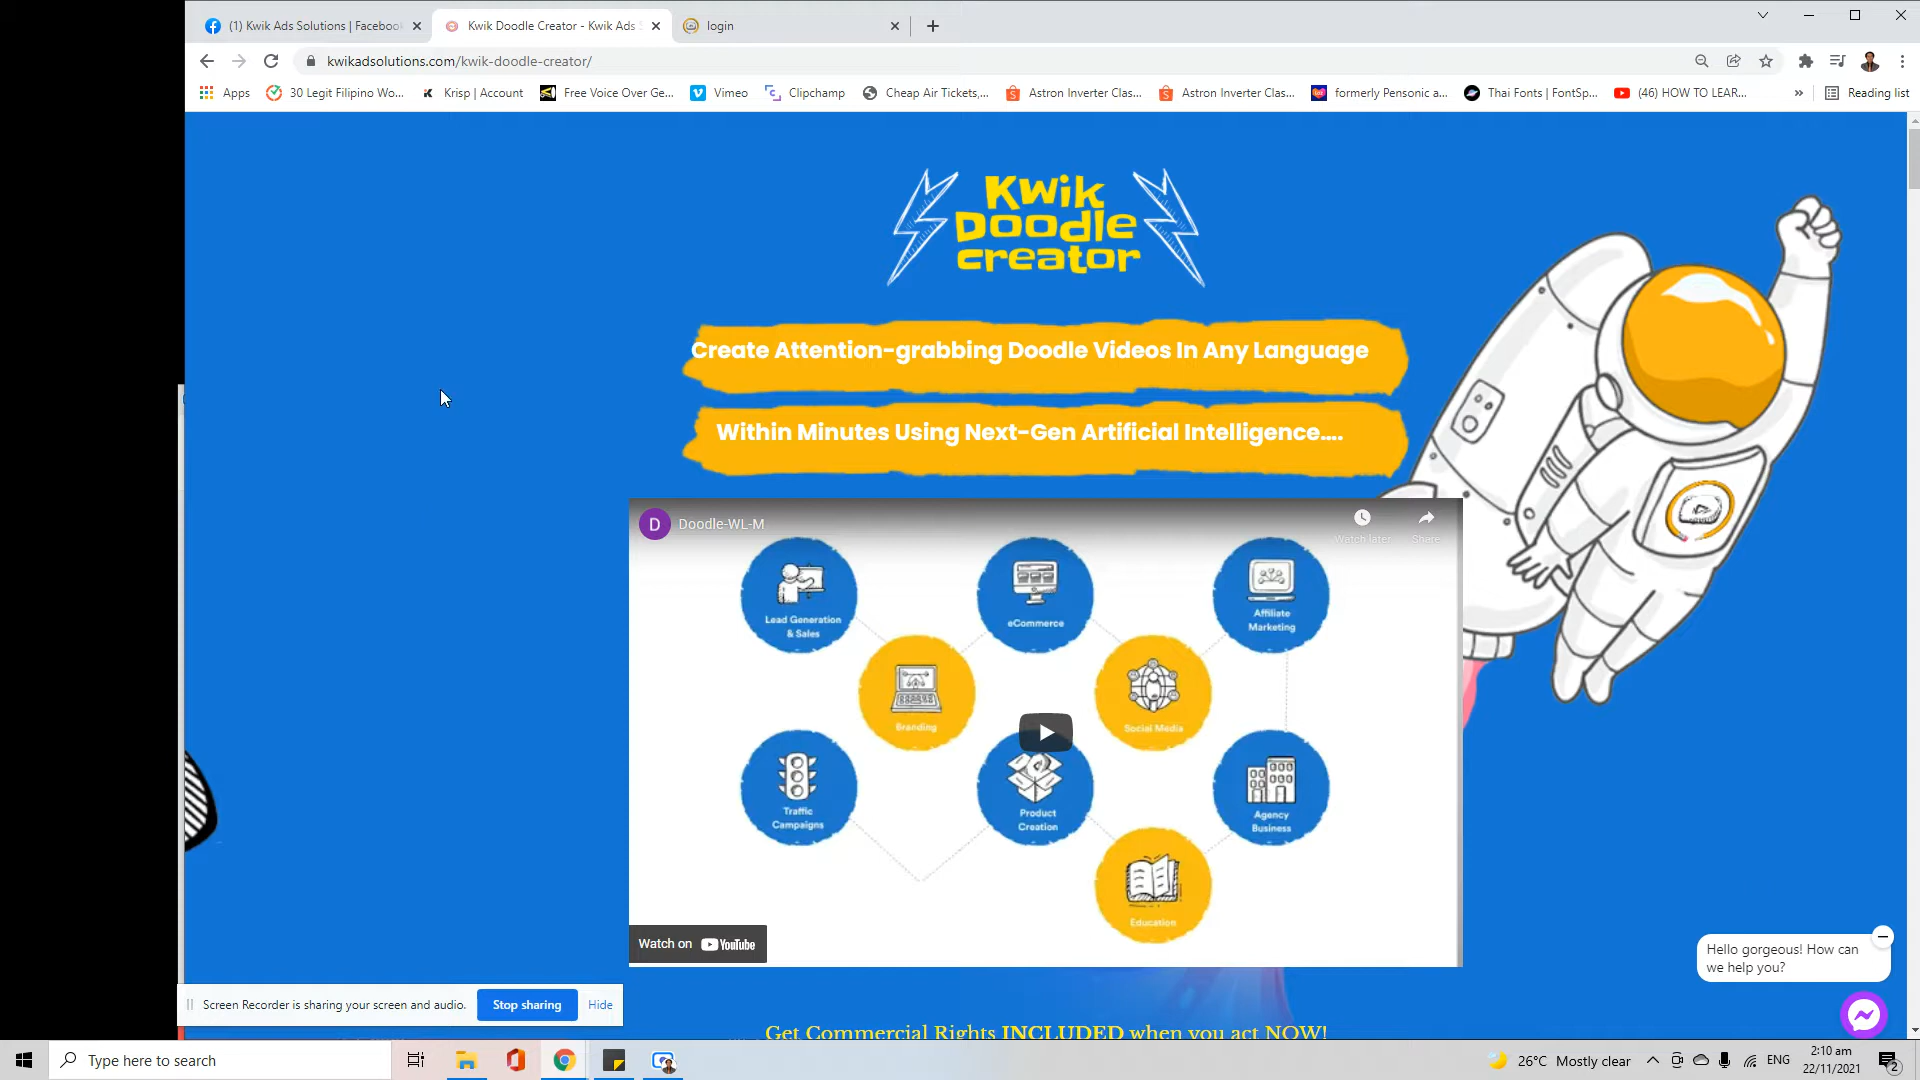 (1) Kwik Ads Solutions | Facebook
Kwik Doodle Creator - Kwik Ads S
login
kwikadsolutions.com/kwik-doodle-creator/
Apps
30 Legit Filipino Wo...
Krisp | Account
Free Voice Over Ge...
Vimeo
Clipchamp
Cheap Air Tickets,...
Astron Inverter Clas...
Astron Inverter Clas...
formerly Pensonic a...
Thai Fonts | FontSp...
(46) HOW TO LEAR...
»
Reading list
Kwik
Doodle
creator
Create Attention-grabbing Doodle Videos In Any Language
Within Minutes Using Next-Gen Artificial Intelligence....
D
Doodle-WL-M
Watch later
Share
Lead Generation
& Sales
eCommerce
Affiliate
Marketing
Branding
Social Media
Traffic
Campaigns
Product
Creation
Agency
Business
Education
Watch on YouTube
Hello gorgeous! How can
we help you?
Screen Recorder is sharing your screen and audio.
Stop sharing
Hide
Get Commercial Rights INCLUDED when you act NOW!
Type here to search
26°C Mostly clear
ENG
2:10 am
22/11/2021
2